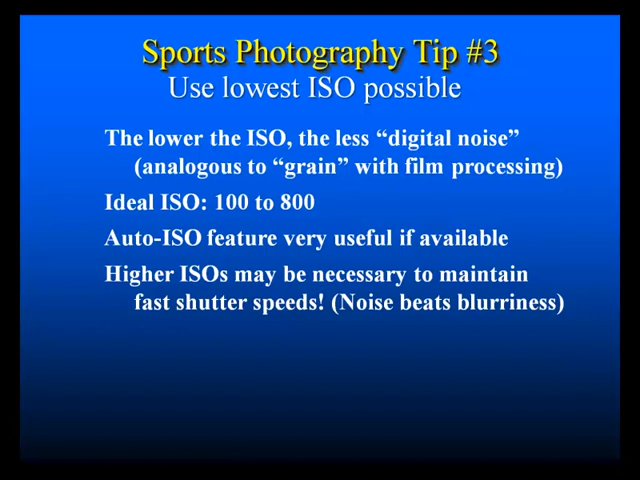 Sports Photography Tip #3
Use lowest ISO possible
The lower the ISO, the less “digital noise”
(analogous to “grain” with film processing)
Ideal ISO: 100 to 800
Auto-ISO feature very useful if available
Higher ISOs may be necessary to maintain
fast shutter speeds! (Noise beats blurriness)